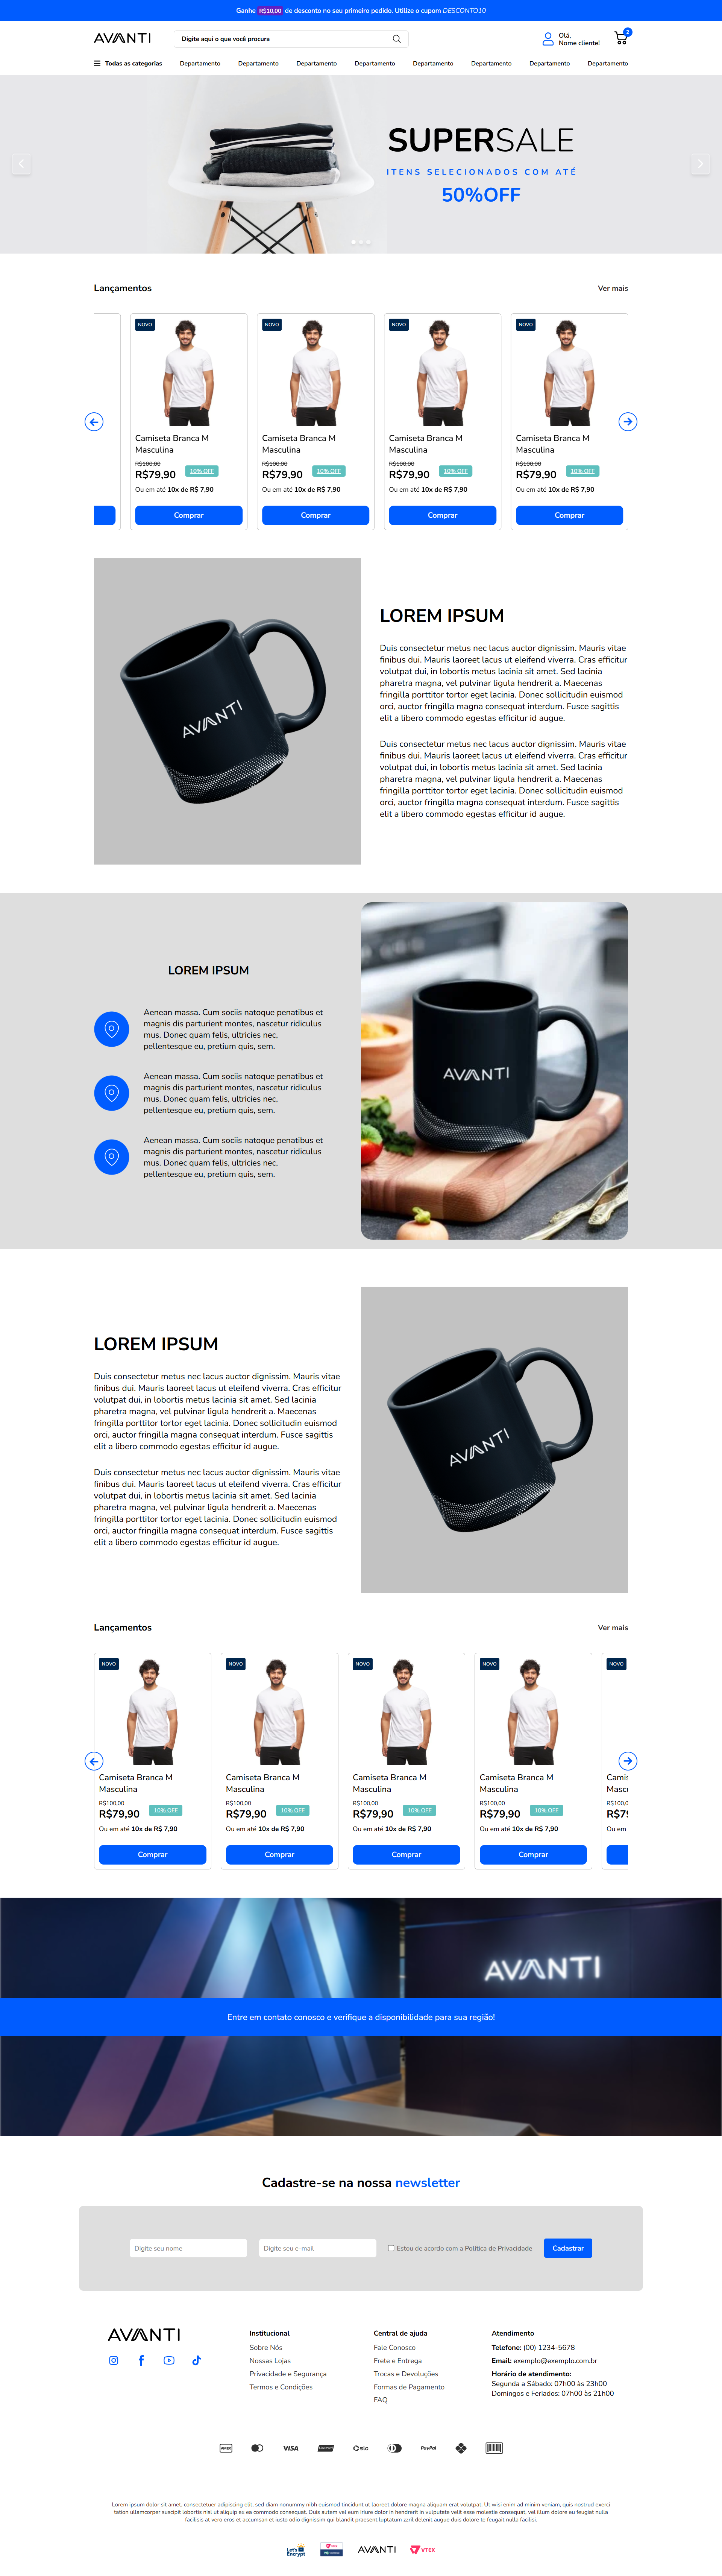 Ganhe R$10,00 de desconto no seu primeiro pedido. Utilize o cupom DESCONTO10
AVANTI
Digite aqui o que você procura
Olá,
Nome cliente!
2
Todas as categorias Departamento Departamento Departamento Departamento Departamento Departamento Departamento Departamento
SUPERSALE
ITENS SELECIONADOS COM ATÉ
50%OFF
Lançamentos
Ver mais
NOVO NOVO NOVO NOVO
Camiseta Branca M Camiseta Branca M Camiseta Branca M Camiseta Branca M
Masculina Masculina Masculina Masculina
R$100,00 R$100,00 R$100,00 R$100,00
R$79,90 10% OFF R$79,90 10% OFF R$79,90 10% OFF R$79,90 10% OFF
Ou em até 10x de R$ 7,90 Ou em até 10x de R$ 7,90 Ou em até 10x de R$ 7,90 Ou em até 10x de R$ 7,90
Comprar Comprar Comprar Comprar
AVANTI
LOREM IPSUM
Duis consectetur metus nec lacus auctor dignissim. Mauris vitae
finibus dui. Mauris laoreet lacus ut eleifend viverra. Cras efficitur
volutpat dui, in lobortis metus lacinia sit amet. Sed lacinia
pharetra magna, vel pulvinar ligula hendrerit a. Maecenas
fringilla porttitor tortor eget lacinia. Donec sollicitudin euismod
orci, auctor fringilla magna consequat interdum. Fusce sagittis
elit a libero commodo egestas efficitur id augue.
Duis consectetur metus nec lacus auctor dignissim. Mauris vitae
finibus dui. Mauris laoreet lacus ut eleifend viverra. Cras efficitur
volutpat dui, in lobortis metus lacinia sit amet. Sed lacinia
pharetra magna, vel pulvinar ligula hendrerit a. Maecenas
fringilla porttitor tortor eget lacinia. Donec sollicitudin euismod
orci, auctor fringilla magna consequat interdum. Fusce sagittis
elit a libero commodo egestas efficitur id augue.
LOREM IPSUM
Aenean massa. Cum sociis natoque penatibus et
magnis dis parturient montes, nascetur ridiculus
mus. Donec quam felis, ultricies nec,
pellentesque eu, pretium quis, sem.
Aenean massa. Cum sociis natoque penatibus et
magnis dis parturient montes, nascetur ridiculus
mus. Donec quam felis, ultricies nec,
pellentesque eu, pretium quis, sem.
Aenean massa. Cum sociis natoque penatibus et
magnis dis parturient montes, nascetur ridiculus
mus. Donec quam felis, ultricies nec,
pellentesque eu, pretium quis, sem.
AVANTI
LOREM IPSUM
Duis consectetur metus nec lacus auctor dignissim. Mauris vitae
finibus dui. Mauris laoreet lacus ut eleifend viverra. Cras efficitur
volutpat dui, in lobortis metus lacinia sit amet. Sed lacinia
pharetra magna, vel pulvinar ligula hendrerit a. Maecenas
fringilla porttitor tortor eget lacinia. Donec sollicitudin euismod
orci, auctor fringilla magna consequat interdum. Fusce sagittis
elit a libero commodo egestas efficitur id augue.
Duis consectetur metus nec lacus auctor dignissim. Mauris vitae
finibus dui. Mauris laoreet lacus ut eleifend viverra. Cras efficitur
volutpat dui, in lobortis metus lacinia sit amet. Sed lacinia
pharetra magna, vel pulvinar ligula hendrerit a. Maecenas
fringilla porttitor tortor eget lacinia. Donec sollicitudin euismod
orci, auctor fringilla magna consequat interdum. Fusce sagittis
elit a libero commodo egestas efficitur id augue.
AVANTI
Lançamentos
Ver mais
NOVO NOVO NOVO NOVO NOVO
Camiseta Branca M Camiseta Branca M Camiseta Branca M Camiseta Branca M
Masculina Masculina Masculina Masculina
R$100,00 R$100,00 R$100,00 R$100,00
R$79,90 10% OFF R$79,90 10% OFF R$79,90 10% OFF R$79,90 10% OFF
Ou em até 10x de R$ 7,90 Ou em até 10x de R$ 7,90 Ou em até 10x de R$ 7,90 Ou em até 10x de R$ 7,90 Ou em
Comprar Comprar Comprar Comprar
AVANTI
Entre em contato conosco e verifique a disponibilidade para sua região!
Cadastre-se na nossa newsletter
Digite seu nome
Digite seu e-mail
Estou de acordo com a Política de Privacidade
Cadastrar
AVANTI
Institucional
Sobre Nós
Nossas Lojas
Privacidade e Segurança
Termos e Condições
Central de ajuda
Fale Conosco
Frete e Entrega
Trocas e Devoluções
Formas de Pagamento
FAQ
Atendimento
Telefone: (00) 1234-5678
Email: exemplo@exemplo.com.br
Horário de atendimento:
Segunda a Sábado: 07h00 às 23h00
Domingos e Feriados: 07h00 às 21h00
VISA elo PayPal
Lorem ipsum dolor sit amet, consectetuer adipiscing elit, sed diam nonummy nibh euismod tincidunt ut laoreet dolore magna aliquam erat volutpat. Ut wisi enim ad minim veniam, quis nostrud exerci
tation ullamcorper suscipit lobortis nisl ut aliquip ex ea commodo consequat. Duis autem vel eum iriure dolor in hendrerit in vulputate velit esse molestie consequat, vel illum dolore eu feugiat nulla
facilisis at vero eros et accumsan et iusto odio dignissim qui blandit praesent luptatum zzril delenit augue duis dolore te feugait nulla facilisi.
Let's
Encrypt
AVANTI
VTEX